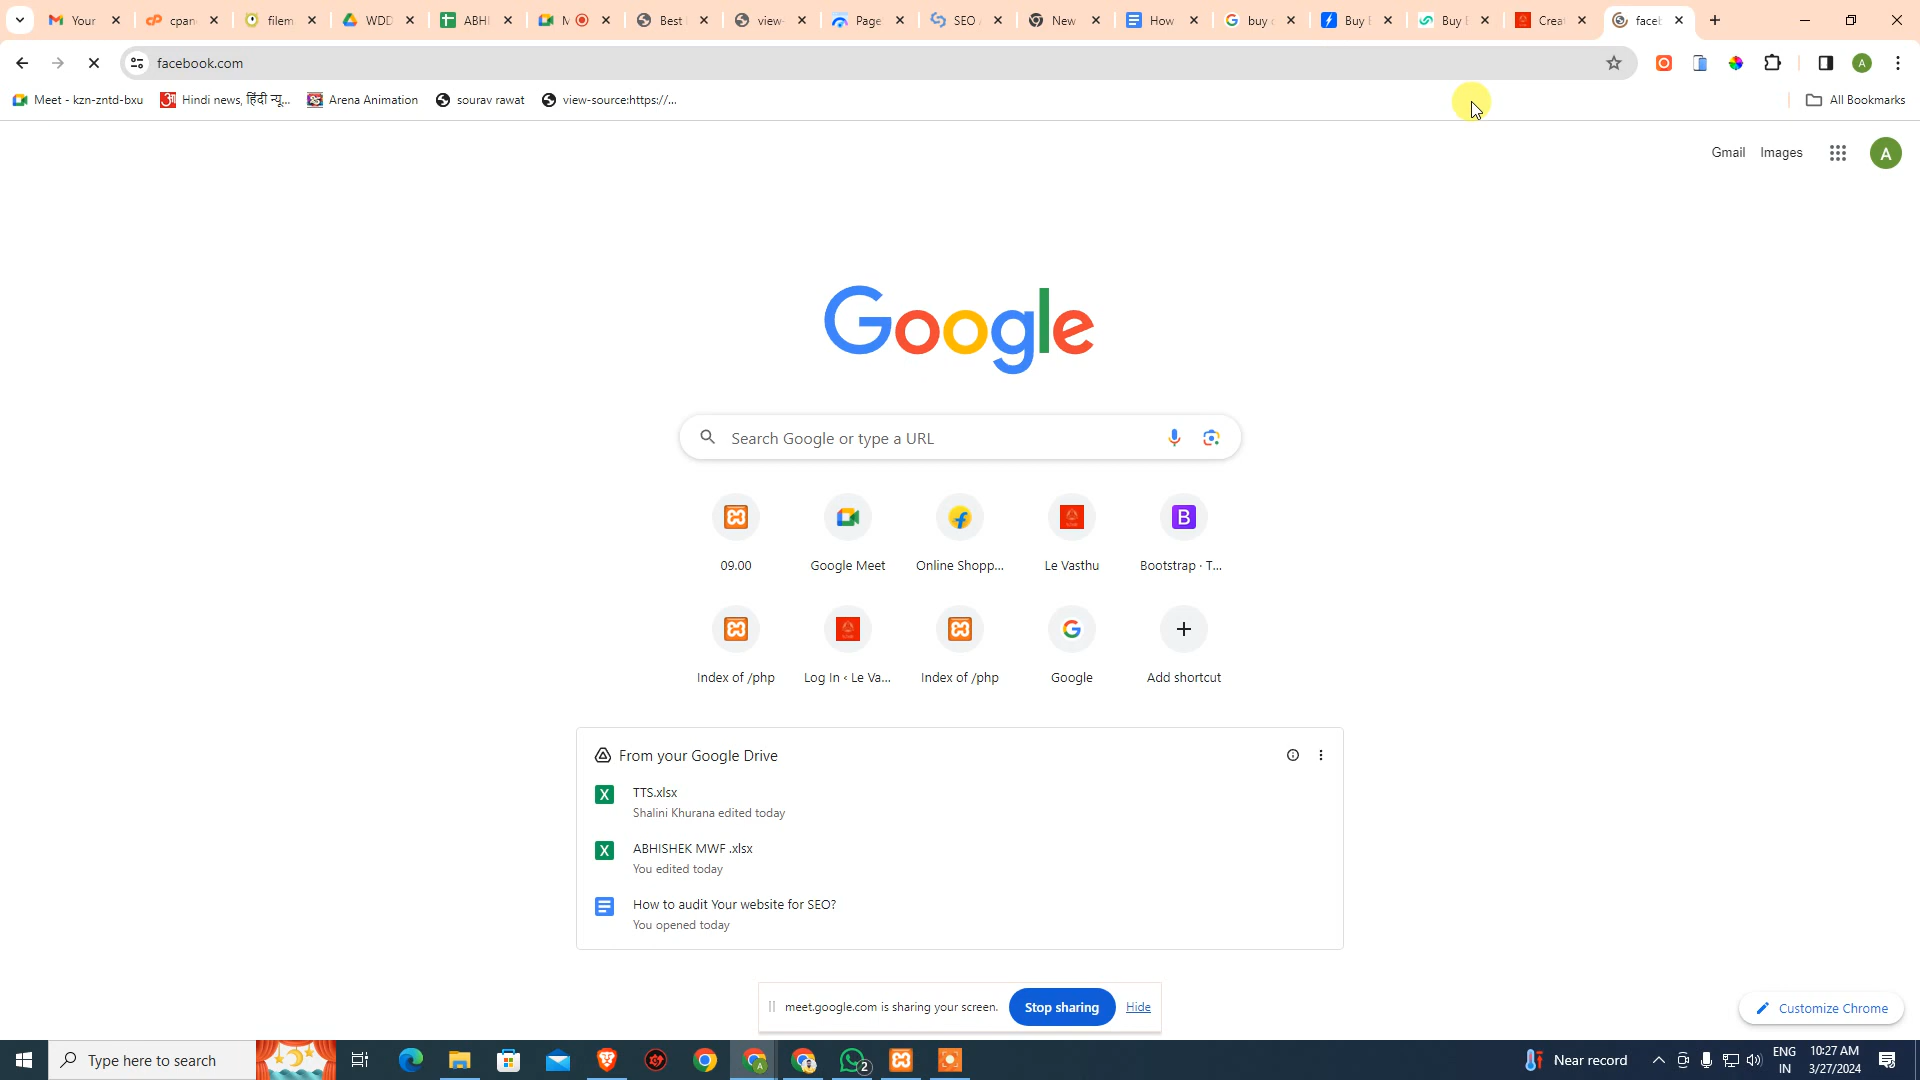 Your
cpan
filem
WDD
ABHI
M
Best
view-
Page
SEO
New
How
buy
Buy
Buy
Crea
facel
facebook.com
Meet - kzn-zntd-bxu
Hindi news, हिंदी न्यू...
Arena Animation
sourav rawat
view-source:https://...
All Bookmarks
Gmail
Images
A
Google
Search Google or type a URL
09.00
Google Meet
Online Shopp...
Le Vasthu
Bootstrap · T...
Index of /php
Log In ‹ Le Va...
Index of /php
Google
Add shortcut
From your Google Drive
TTS.xlsx
Shalini Khurana edited today
ABHISHEK MWF .xlsx
You edited today
How to audit Your website for SEO?
You opened today
meet.google.com is sharing your screen.
Stop sharing
Hide
Customize Chrome
Type here to search
2
Near record
ENG
IN
10:27 AM
3/27/2024